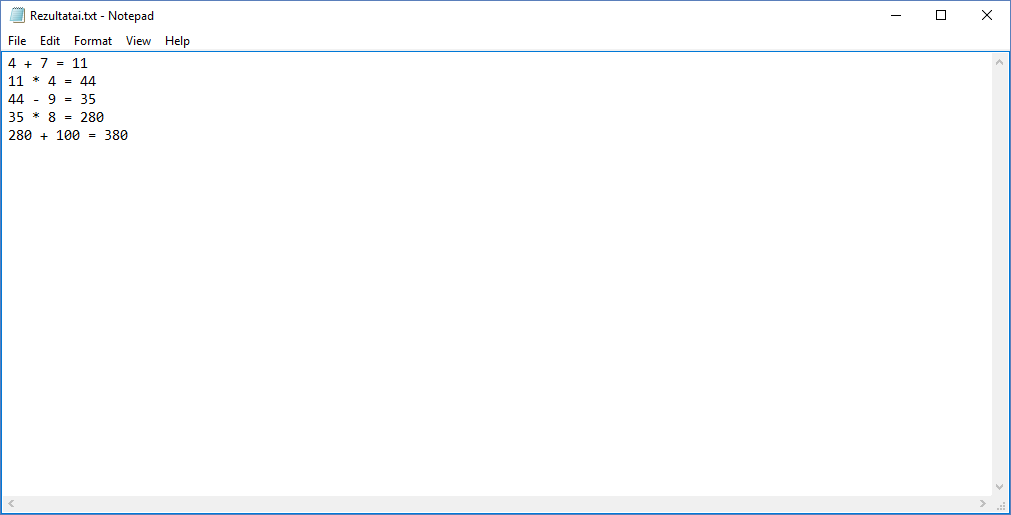 Rezultatai.txt - Notepad
File Edit Format View Help
4 + 7 = 11
11 * 4 = 44
44 - 9 = 35
35 * 8 = 280
280 + 100 = 380